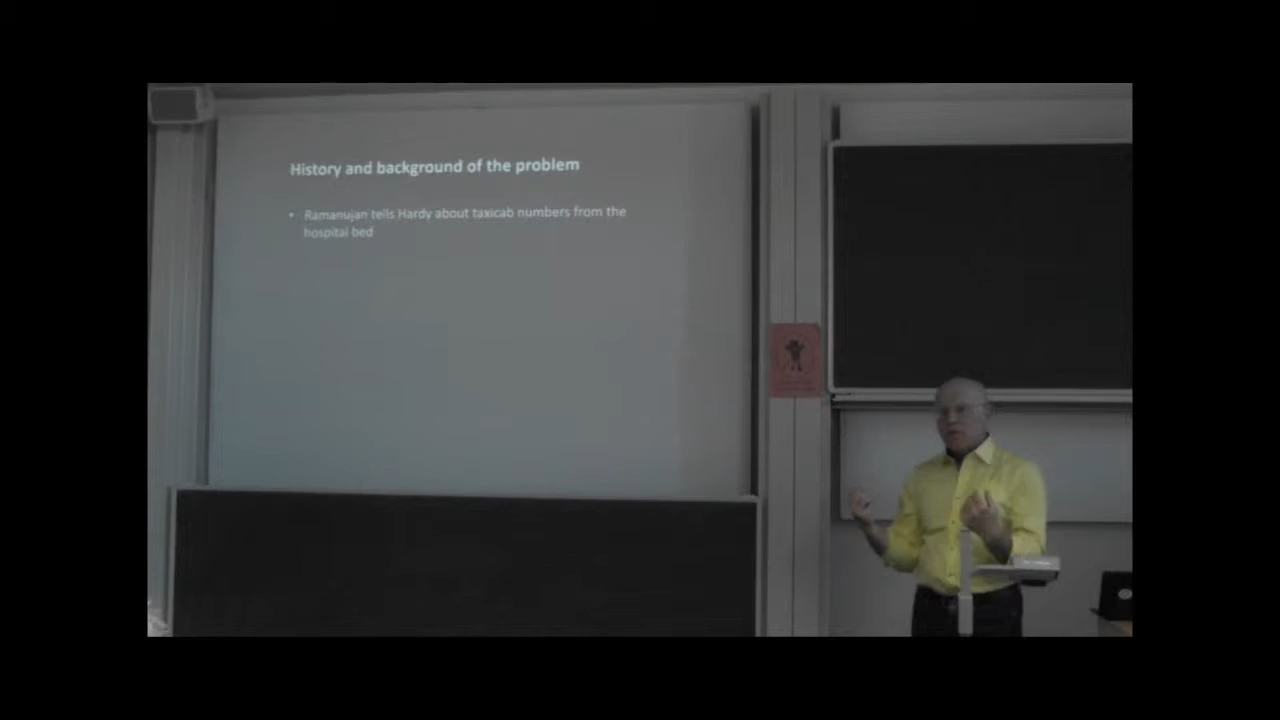 History and background of the problem
• Ramanujan tells Hardy about taxicab numbers from the
hospital bed